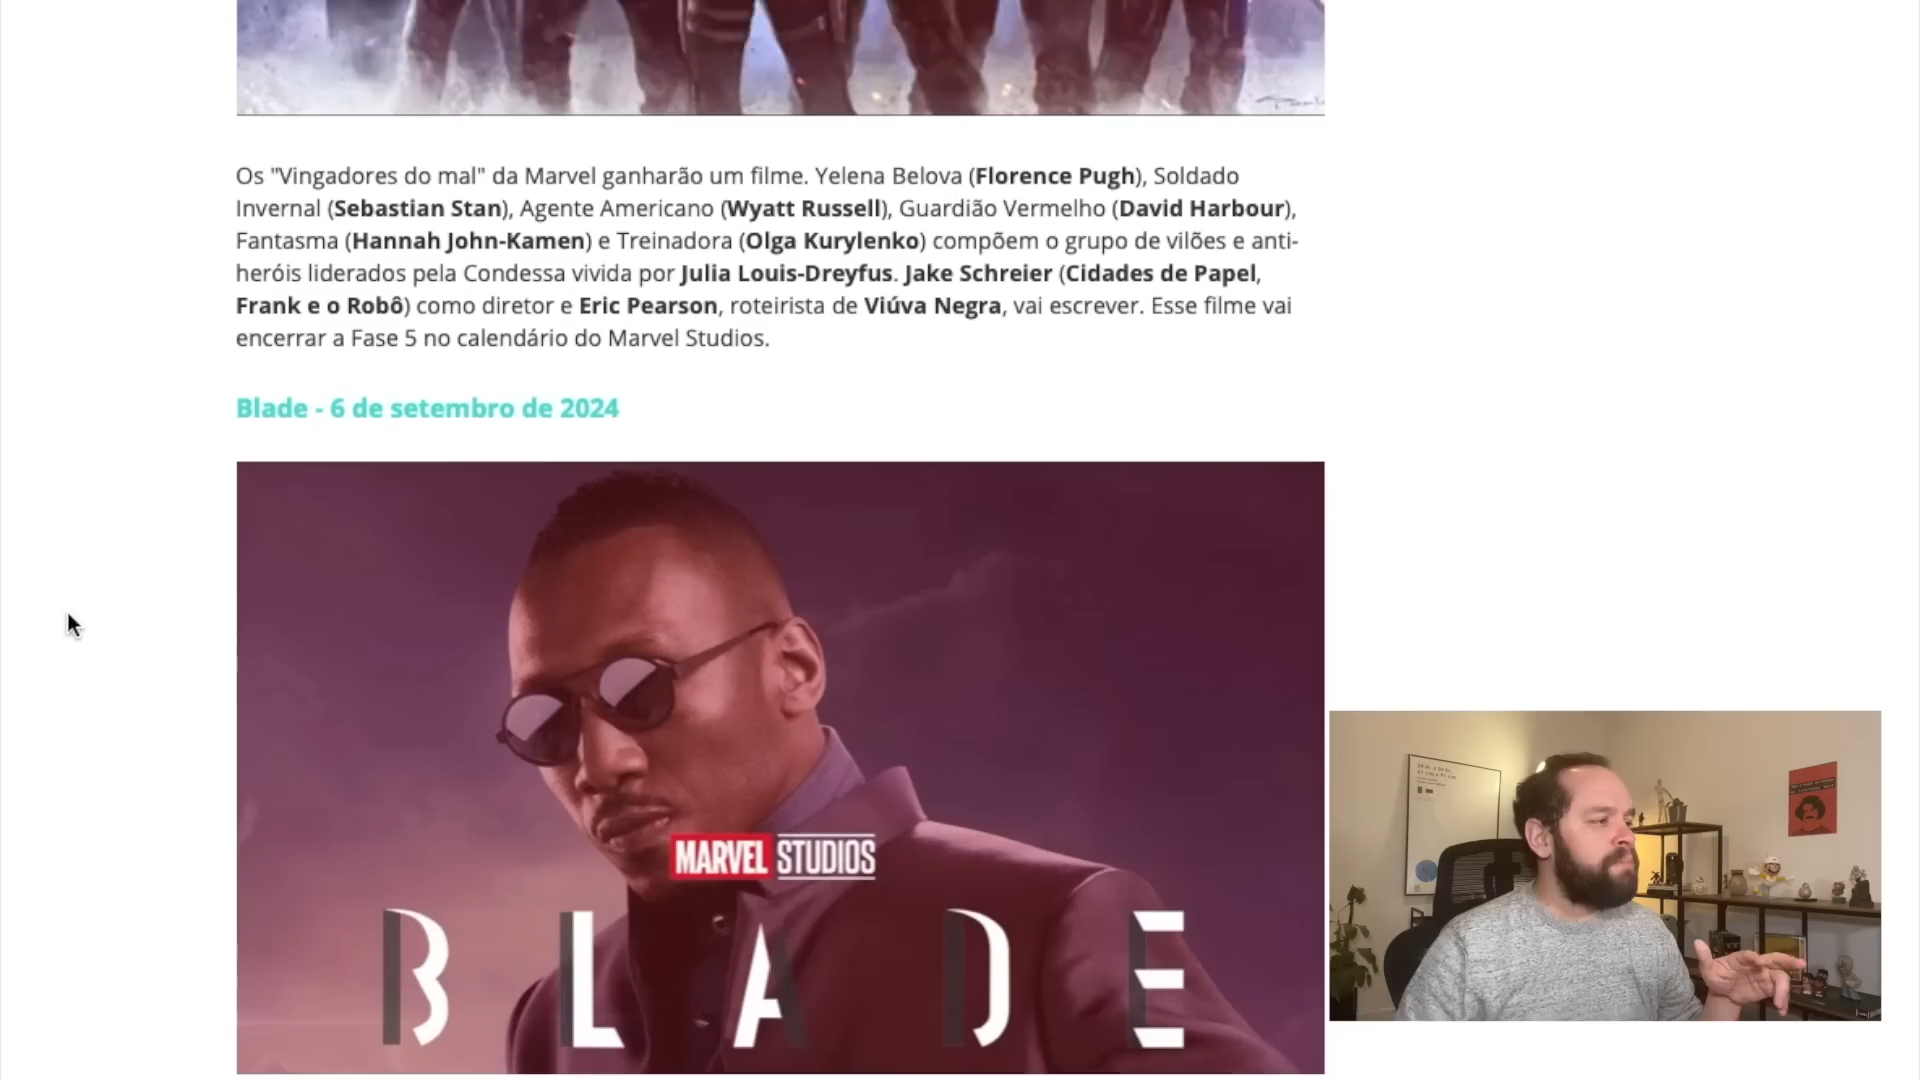 Os "Vingadores do mal" da Marvel ganharão um filme. Yelena Belova (Florence Pugh), Soldado
Invernal (Sebastian Stan), Agente Americano (Wyatt Russell), Guardião Vermelho (David Harbour),
Fantasma (Hannah John-Kamen) e Treinadora (Olga Kurylenko) compõem o grupo de vilões e anti-
heróis liderados pela Condessa vivida por Julia Louis-Dreyfus. Jake Schreier (Cidades de Papel,
Frank e o Robô) como diretor e Eric Pearson, roteirista de Viúva Negra, vai escrever. Esse filme vai
encerrar a Fase 5 no calendário do Marvel Studios.
Blade - 6 de setembro de 2024
MARVEL STUDIOS
BLADE